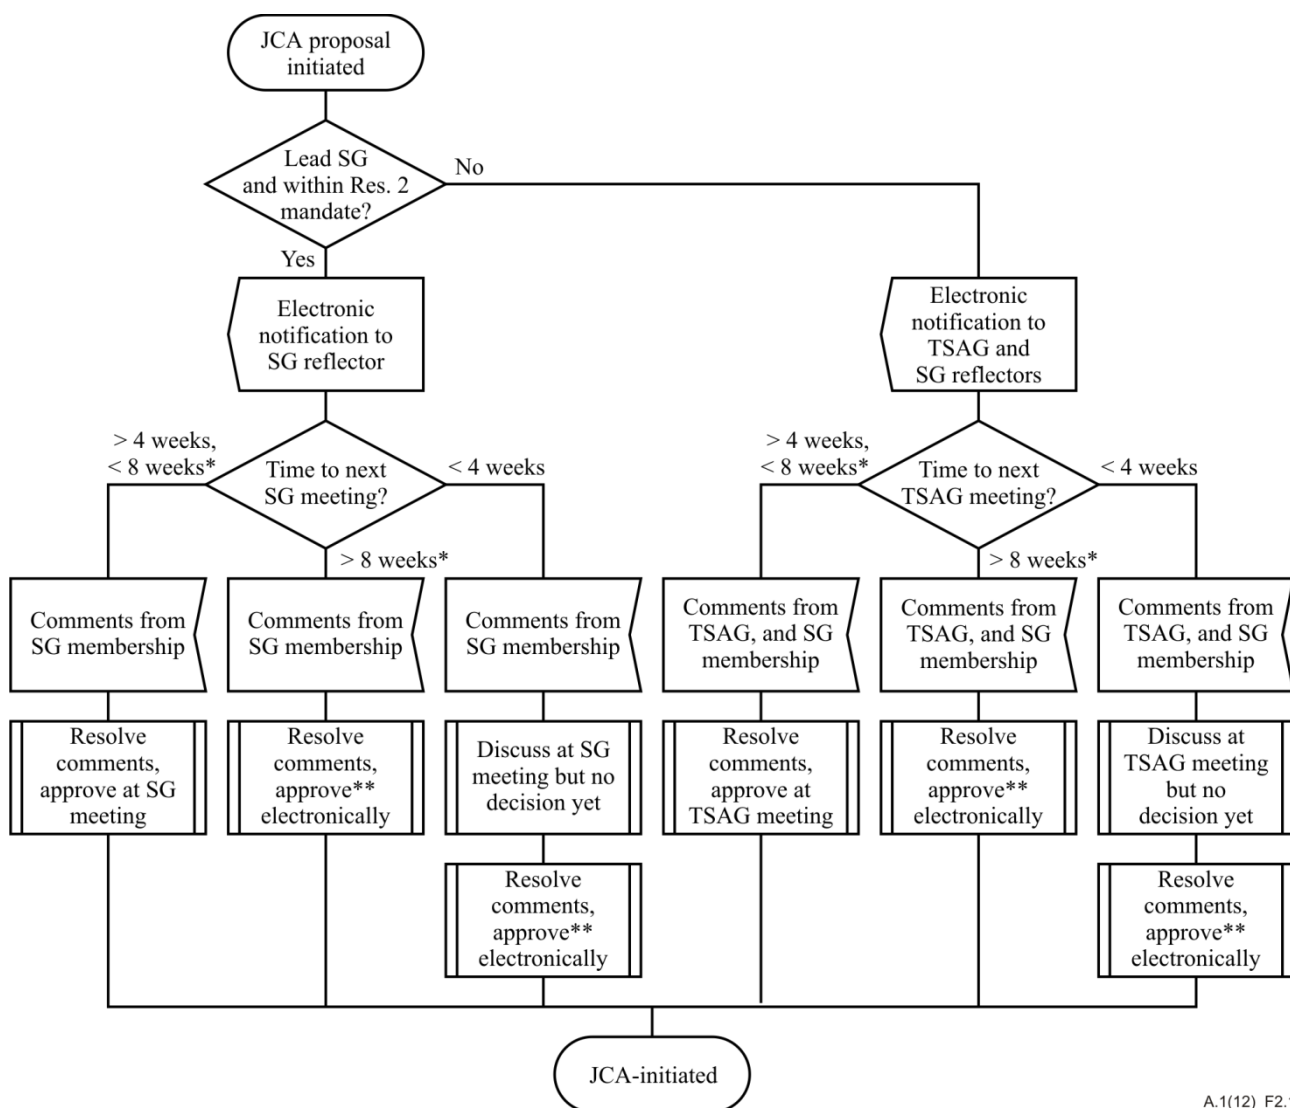 JCA proposal
initiated
Lead SG
and within Res. 2
mandate?
No
Yes
Electronic
notification to
SG reflector
Electronic
notification to
TSAG and
SG reflectors
> 4 weeks,
< 8 weeks*
Time to next
SG meeting?
< 4 weeks
> 8 weeks*
> 4 weeks,
< 8 weeks*
Time to next
TSAG meeting?
< 4 weeks
> 8 weeks*
Comments from
SG membership
Comments from
SG membership
Comments from
SG membership
Comments from
TSAG, and SG
membership
Comments from
TSAG, and SG
membership
Comments from
TSAG, and SG
membership
Resolve
comments,
approve at SG
meeting
Resolve
comments,
approve**
electronically
Discuss at SG
meeting but no
decision yet
Resolve
comments,
approve at
TSAG meeting
Resolve
comments,
approve**
electronically
Discuss at
TSAG meeting
but no
decision yet
Resolve
comments,
approve**
electronically
Resolve
comments,
approve**
electronically
JCA-initiated
A.1(12)_F2.1